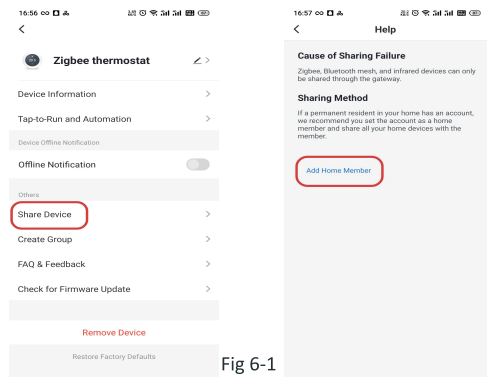 16:56
Zigbee thermostat
Device Information
Tap-to-Run and Automation
Device Offline Notification
Offline Notification
Others
Share Device
Create Group
FAQ & Feedback
Check for Firmware Update
Remove Device
Restore Factory Defaults
Fig 6-1
16:57
Help
Cause of Sharing Failure
Zigbee, Bluetooth mesh, and infrared devices can only
be shared through the gateway.
Sharing Method
If a permanent resident in your home has an account,
we recommend you set the account as a home
member and share all your home devices with the
member.
Add Home Member